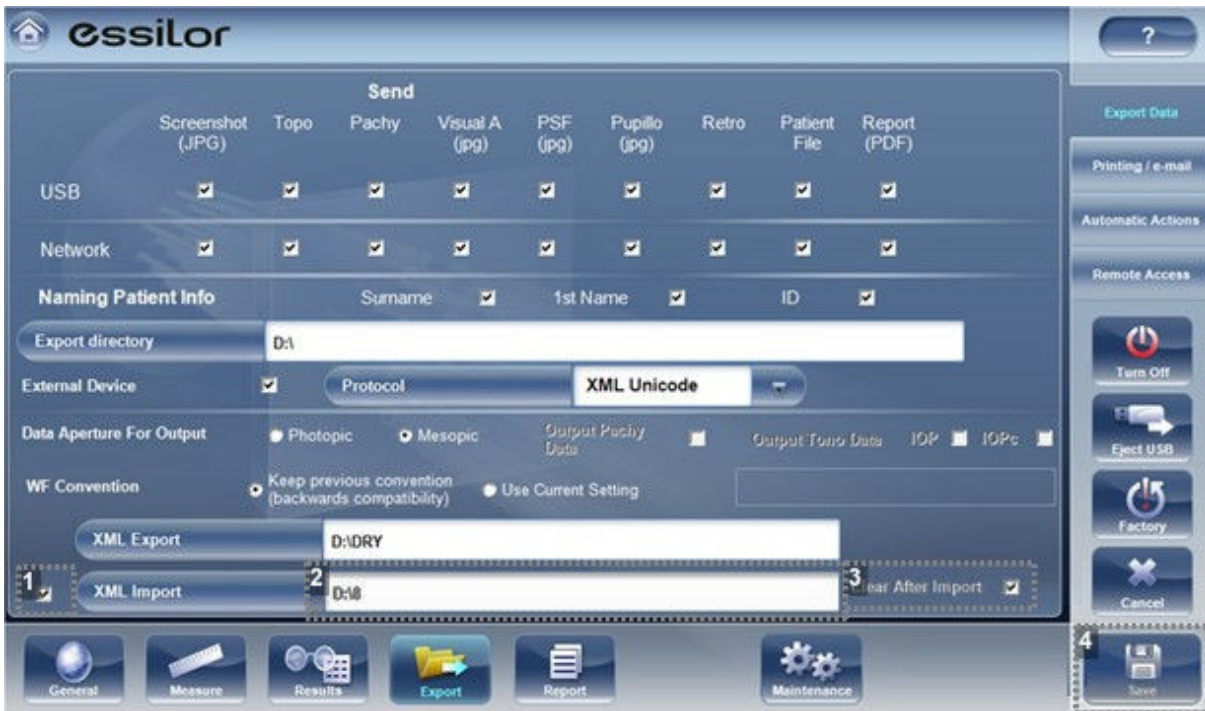 essilor
?
Send
Screenshot (JPG)
Topo
Pachy
Visual A (jpg)
PSF (jpg)
Pupillo (jpg)
Retro
Patient File
Report (PDF)
USB
Network
Naming Patient Info
Surname
1st Name
ID
Export directory
D:\
External Device
Protocol
XML Unicode
Data Aperture For Output
Photopic
Mesopic
Output Pachy Data
Output Tono Data
IOP
IOPc
WF Convention
Keep previous convention
(backwards compatibility)
Use Current Setting
XML Export
D:\DRY
1
XML Import
2
D:\8
3
ear After Import
Export Data
Printing / e-mail
Automatic Actions
Remote Access
Turn Off
Eject USB
Factory
Cancel
4
Save
General
Measure
Results
Export
Report
Maintenance